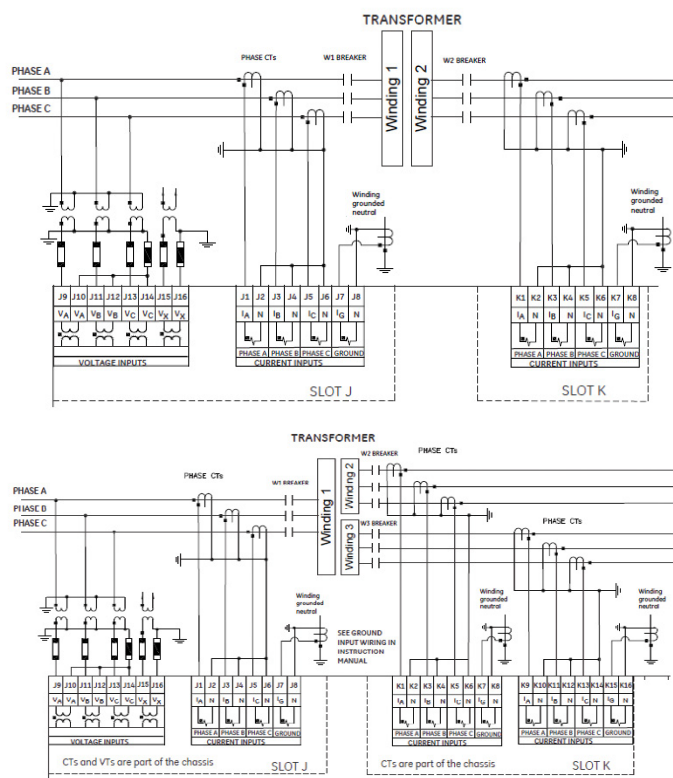 TRANSFORMER
PHASE CTs
W1 BREAKER
Winding 1
Winding 2
W2 BREAKER
PHASE A
PHASE B
PHASE C
Winding grounded neutral
Winding grounded neutral
J9 J10 J11 J12 J13 J14 J15 J16
VA VA VB VB VC VC VX VX
VOLTAGE INPUTS
J1 J2 J3 J4 J5 J6 J7 J8
IA N IB N IC N IG N
PHASE A PHASE B PHASE C GROUND
CURRENT INPUTS
SLOT J
K1 K2 K3 K4 K5 K6 K7 K8
IA N IB N IC N IG N
PHASE A PHASE B PHASE C GROUND
CURRENT INPUTS
SLOT K
TRANSFORMER
PHASE CTs
W1 BREAKER
Winding 1
Winding 2
Winding 3
W2 BREAKER
PHASE CTs
W3 BREAKER
PHASE CTs
PHASE A
PHASE B
PHASE C
Winding grounded neutral
SEE GROUND
INPUT WIRING IN
INSTRUCTION
MANUAL
Winding grounded neutral
Winding grounded neutral
J9 J10 J11 J12 J13 J14 J15 J16
VA VA VB VB VC VC VX VX
VOLTAGE INPUTS
J1 J2 J3 J4 J5 J6 J7 J8
IA N IB N IC N IG N
PHASE A PHASE B PHASE C GROUND
CURRENT INPUTS
CTs and VTs are part of the chassis
SLOT J
K1 K2 K3 K4 K5 K6 K7 K8
IA N IB N IC N IG N
PHASE A PHASE B PHASE C GROUND
CURRENT INPUTS
K9 K10 K11 K12 K13 K14 K15 K16
IA N IB N IC N IG N
PHASE A PHASE B PHASE C GROUND
CURRENT INPUTS
CTs are part of the chassis
SLOT K